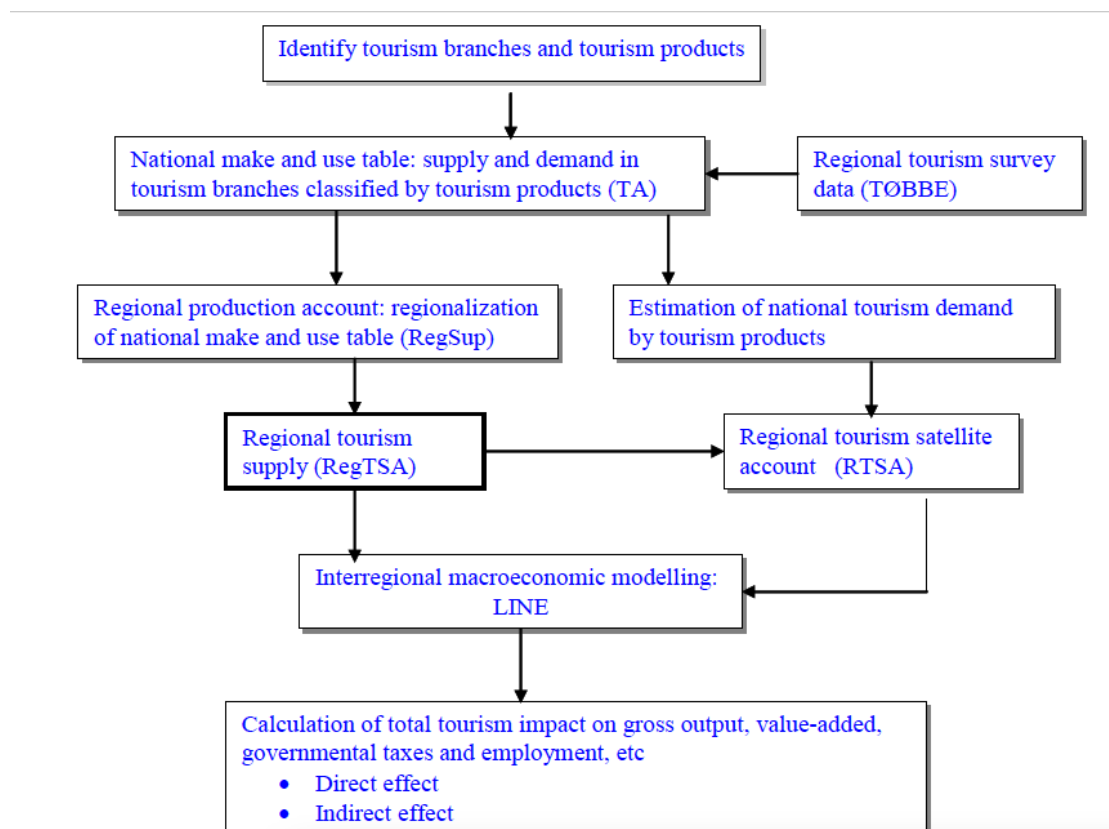 Identify tourism branches and tourism products
National make and use table: supply and demand in
tourism branches classified by tourism products (TA)
Regional tourism survey
data (TØBBE)
Regional production account: regionalization
of national make and use table (RegSup)
Estimation of national tourism demand
by tourism products
Regional tourism
supply (RegTSA)
Regional tourism satellite
account (RTSA)
Interregional macroeconomic modelling:
LINE
Calculation of total tourism impact on gross output, value-added,
governmental taxes and employment, etc
• Direct effect
• Indirect effect